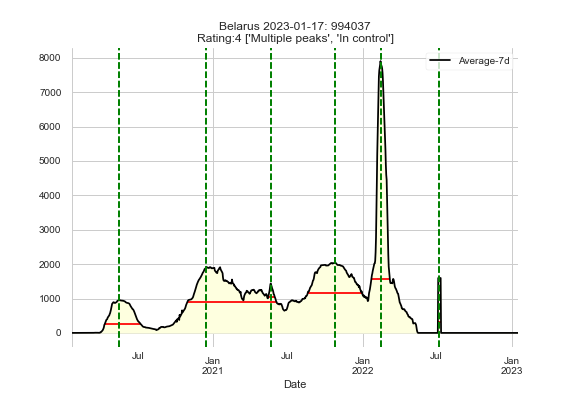 Belarus 2023-01-17: 994037
Rating:4 ['Multiple peaks', 'In control']
Average-7d
8000
7000
6000
5000
4000
3000
2000
1000
0
Jul
Jan
2021
Jul
Jan
2022
Jul
Jan
2023
Date